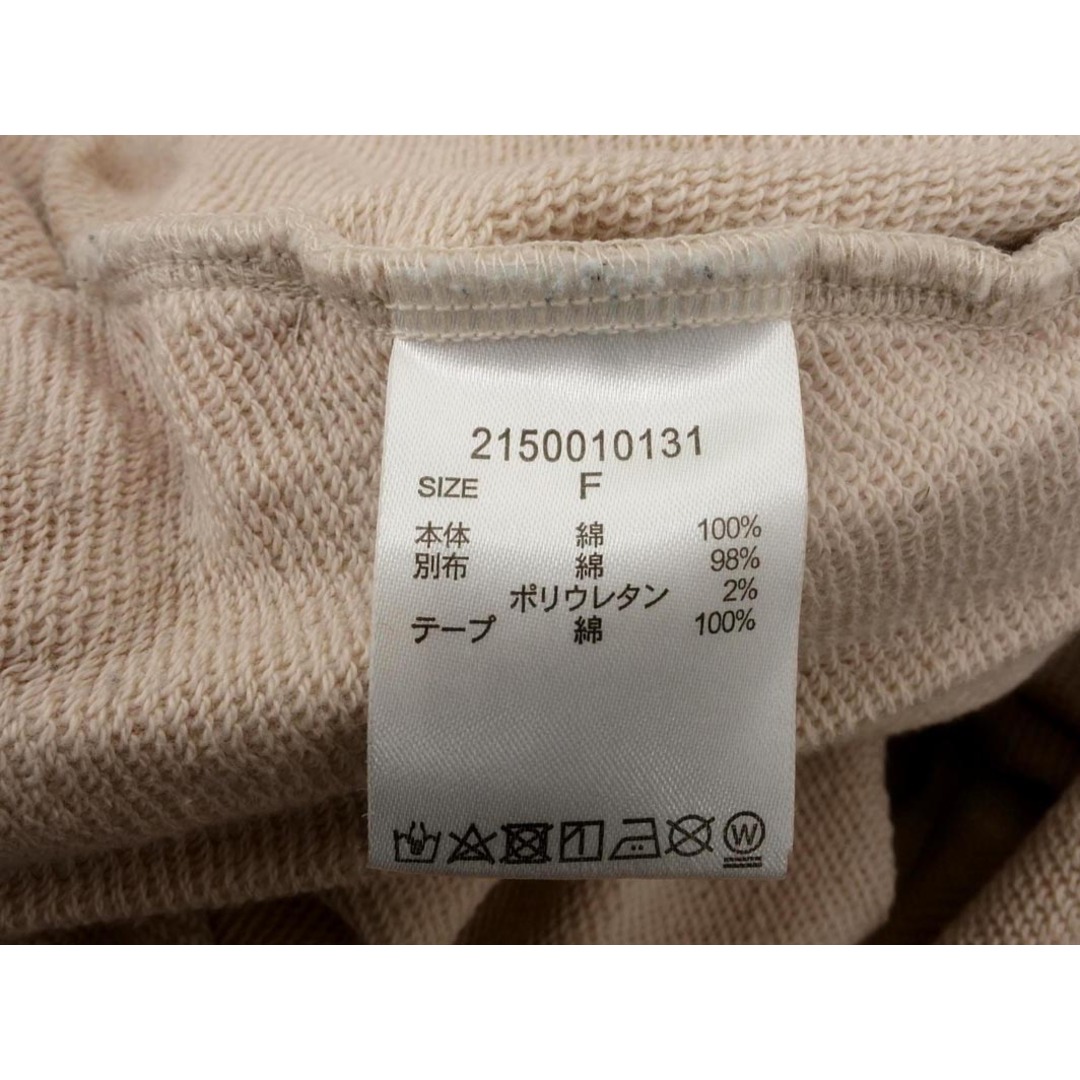 2150010131
SIZE F
本体 綿 100%
別布 綿 98%
ポリウレタン 2%
テープ 綿 100%
W